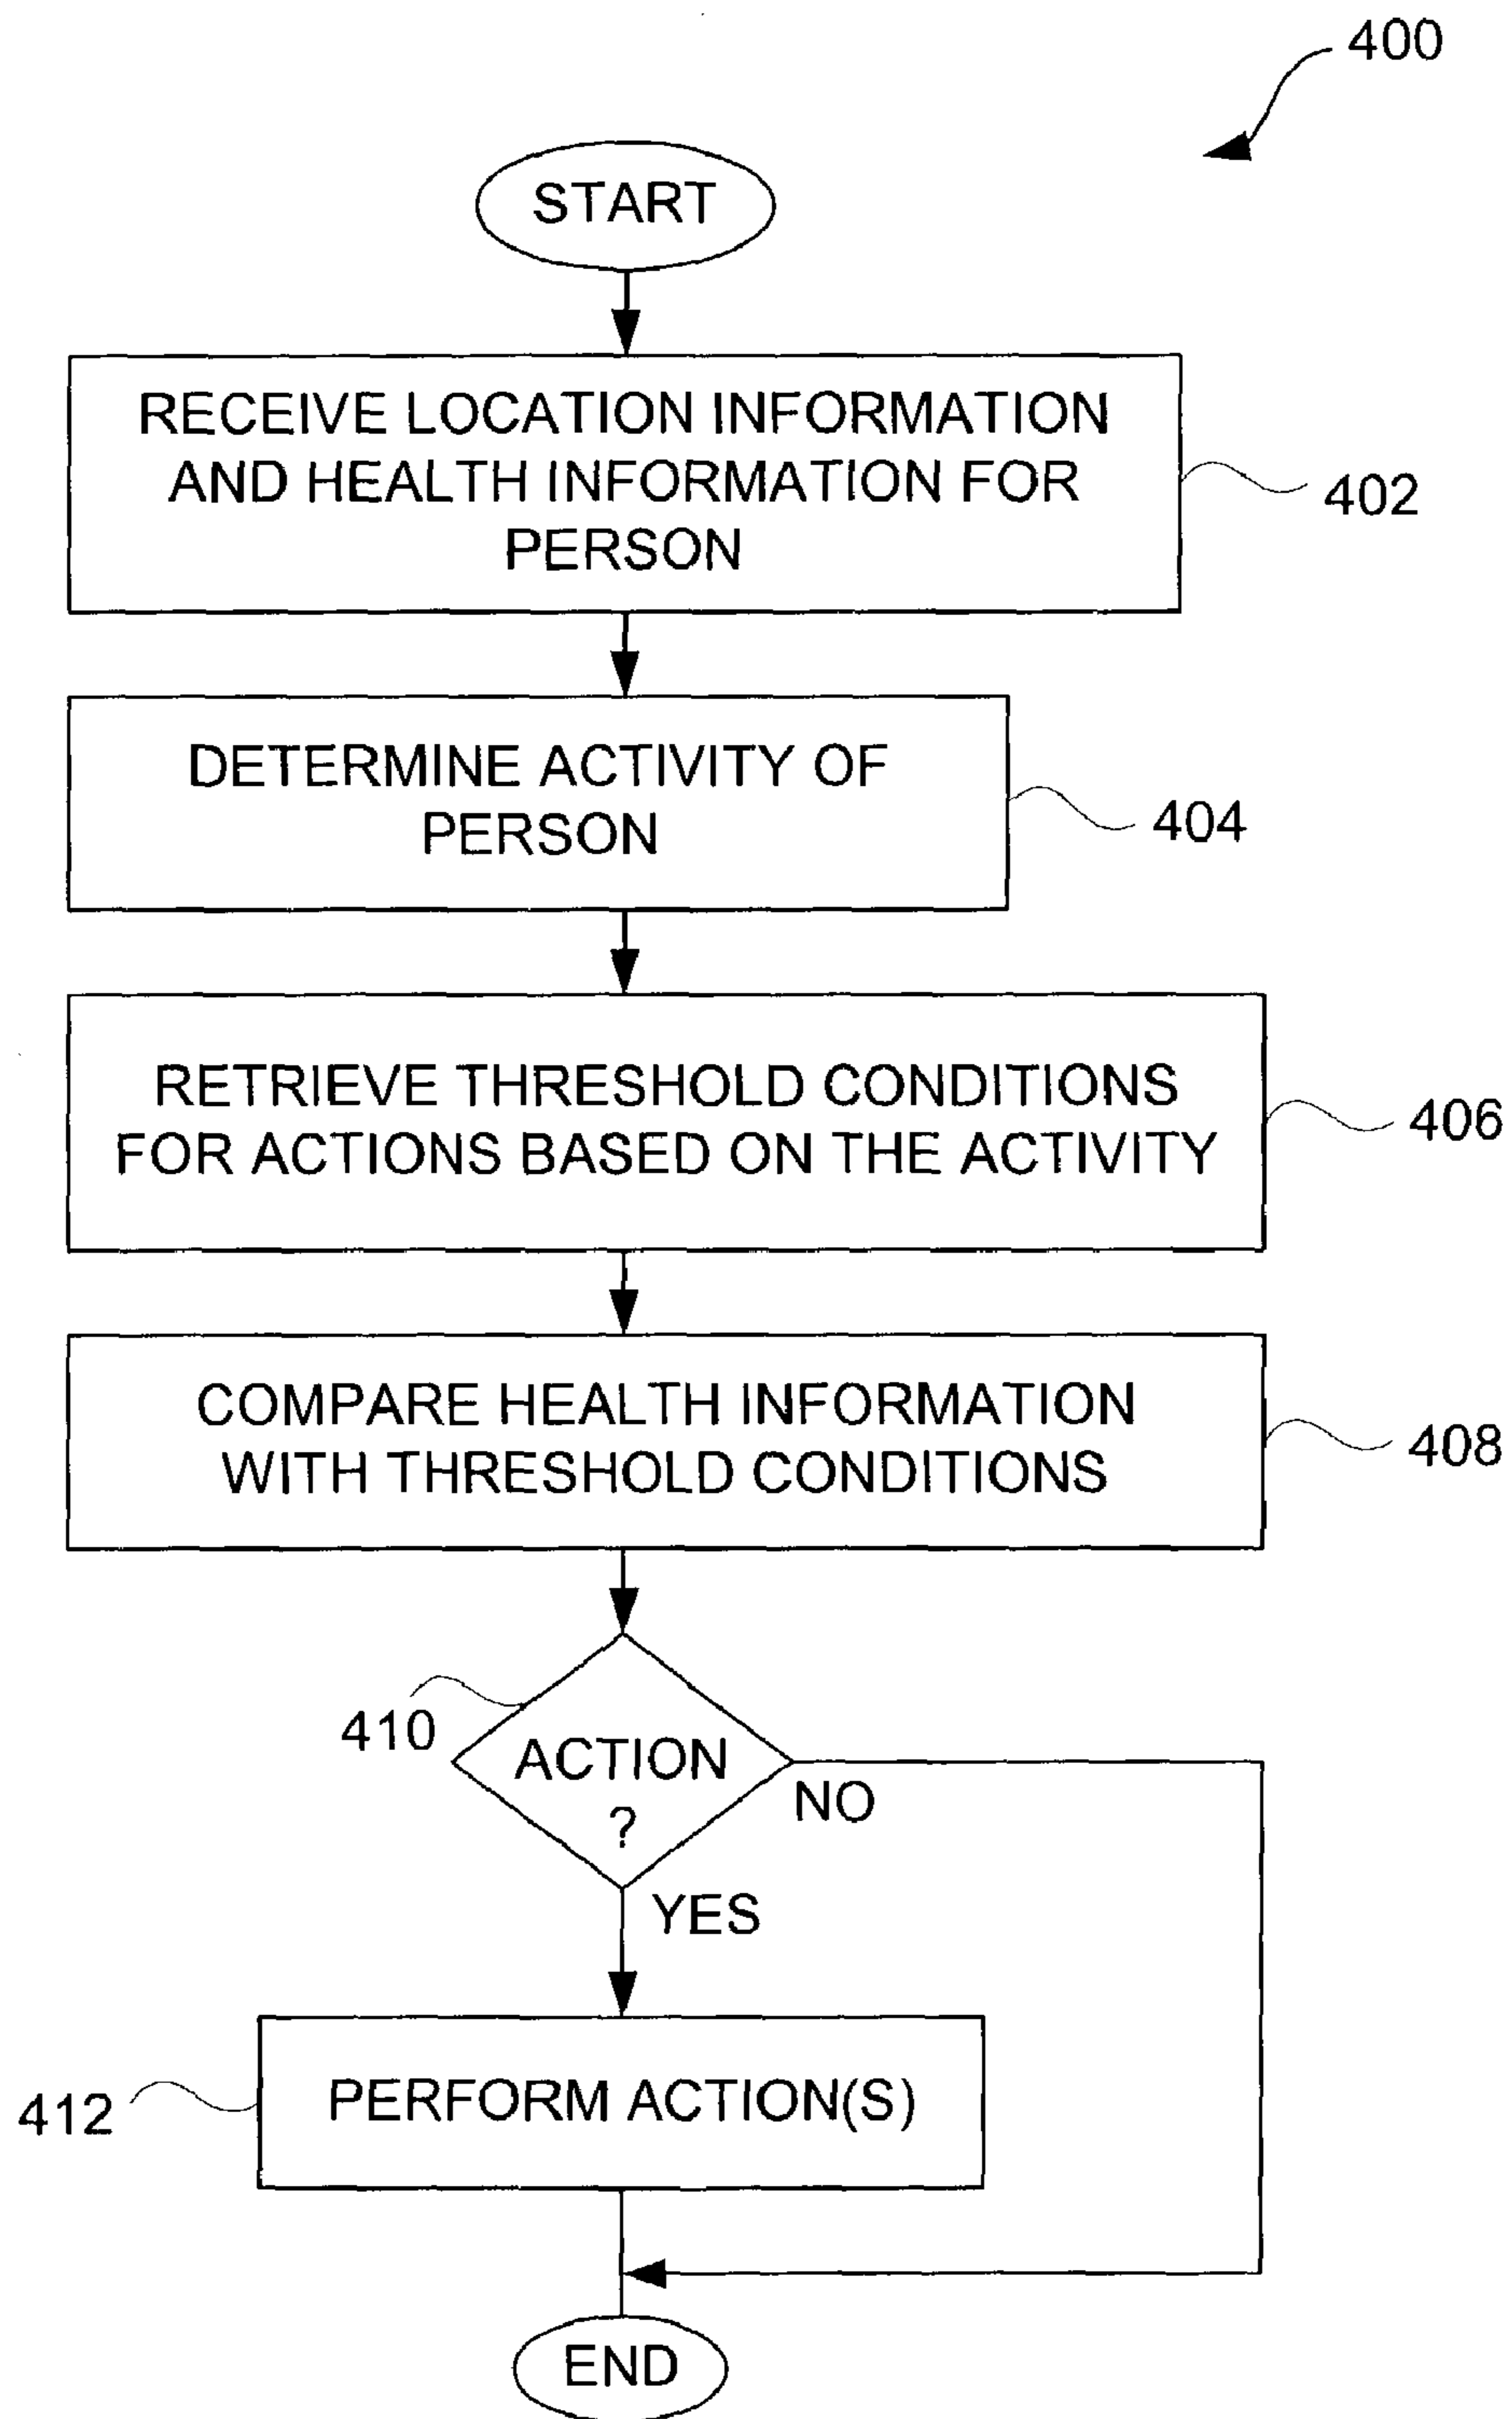 400
START
RECEIVE LOCATION INFORMATION
AND HEALTH INFORMATION FOR
PERSON
402
DETERMINE ACTIVITY OF
PERSON
404
RETRIEVE THRESHOLD CONDITIONS
FOR ACTIONS BASED ON THE ACTIVITY
406
COMPARE HEALTH INFORMATION
WITH THRESHOLD CONDITIONS
408
410
ACTION
?
NO
YES
PERFORM ACTION(S)
412
END